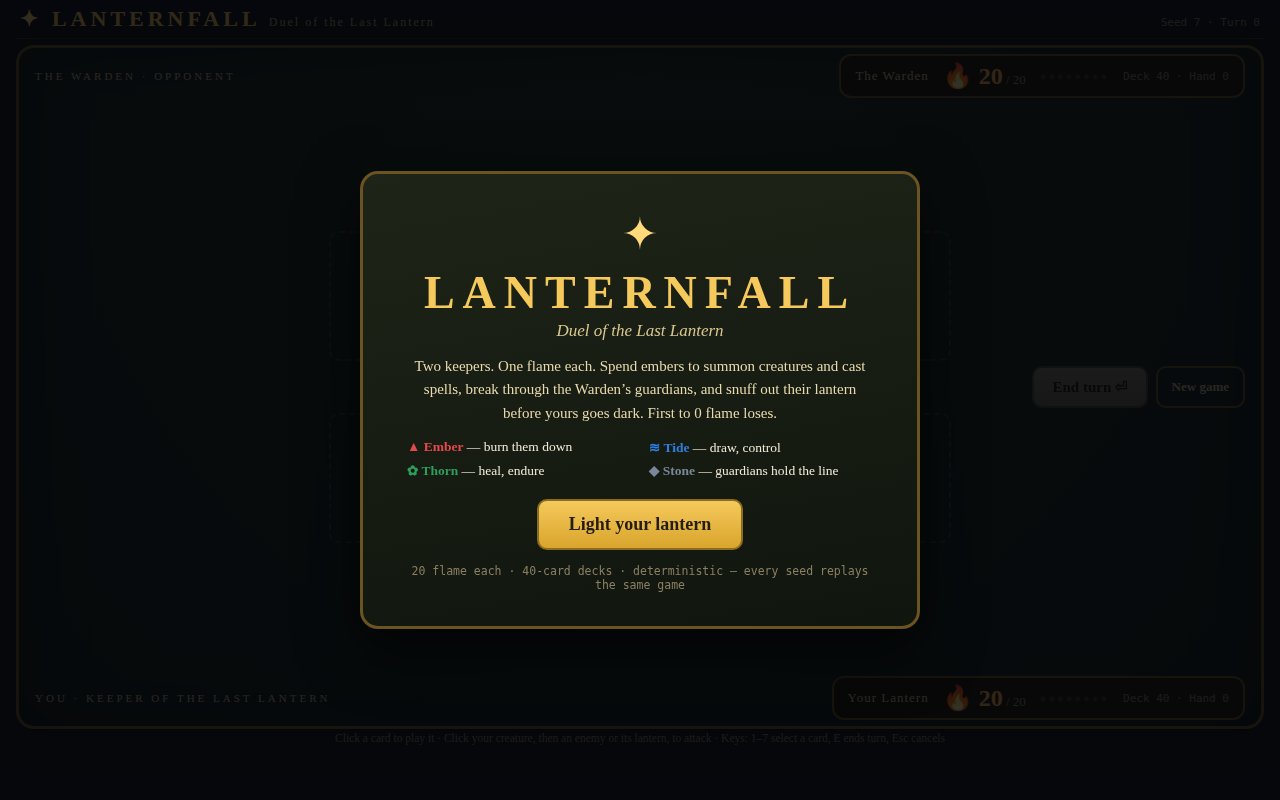 ✦ LANTERNFALL Duel of the Last Lantern Seed 7 · Turn 0
THE WARDEN · OPPONENT The Warden 🔥 20 / 20 Deck 40 · Hand 0
✦
LANTERNFALL
Duel of the Last Lantern
Two keepers. One flame each. Spend embers to summon creatures and cast
spells, break through the Warden’s guardians, and snuff out their lantern
before yours goes dark. First to 0 flame loses.
▲ Ember — burn them down ≋ Tide — draw, control
✿ Thorn — heal, endure ◆ Stone — guardians hold the line
Light your lantern
20 flame each · 40-card decks · deterministic — every seed replays
the same game
End turn ⏎ New game
YOU · KEEPER OF THE LAST LANTERN Your Lantern 🔥 20 / 20 Deck 40 · Hand 0
Click a card to play it · Click your creature, then an enemy or its lantern, to attack · Keys: 1–7 select a card, E ends turn, Esc cancels